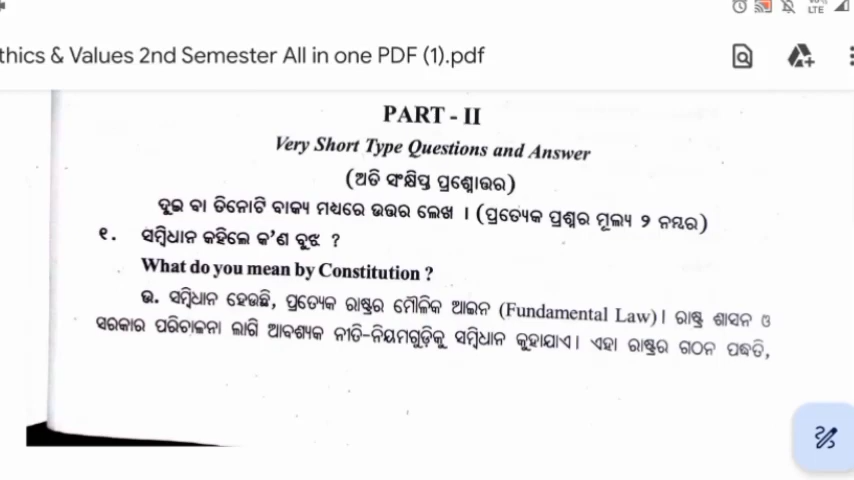 LTE
thics & Values 2nd Semester All in one PDF (1).pdf
PART - II
Very Short Type Questions and Answer
(ଅତି ସଂକ୍ଷିପ୍ତ ପ୍ରଶ୍ନୋତ୍ତର)
ଦୁଇ ବା ତିନୋଟି ବାକ୍ୟ ମଧ୍ୟରେ ଉତ୍ତର ଲେଖ । (ପ୍ରତ୍ୟେକ ପ୍ରଶ୍ନର ମୂଲ୍ୟ ୨ ନମ୍ବର)
୧. ସମ୍ବିଧାନ କହିଲେ କ'ଣ ବୁଝ ?
What do you mean by Constitution ?
ଉ. ସମ୍ବିଧାନ ହେଉଛି, ପ୍ରତ୍ୟେକ ରାଷ୍ଟ୍ରର ମୌଳିକ ଆଇନ (Fundamental Law)। ରାଷ୍ଟ୍ର ଶାସନ ଓ
ସରକାର ପରିଚାଳନା ଲାଗି ଆବଶ୍ୟକ ନୀତି-ନିୟମଗୁଡ଼ିକୁ ସମ୍ବିଧାନ କୁହାଯାଏ। ଏହା ରାଷ୍ଟ୍ରର ଗଠନ ପଦ୍ଧତି,